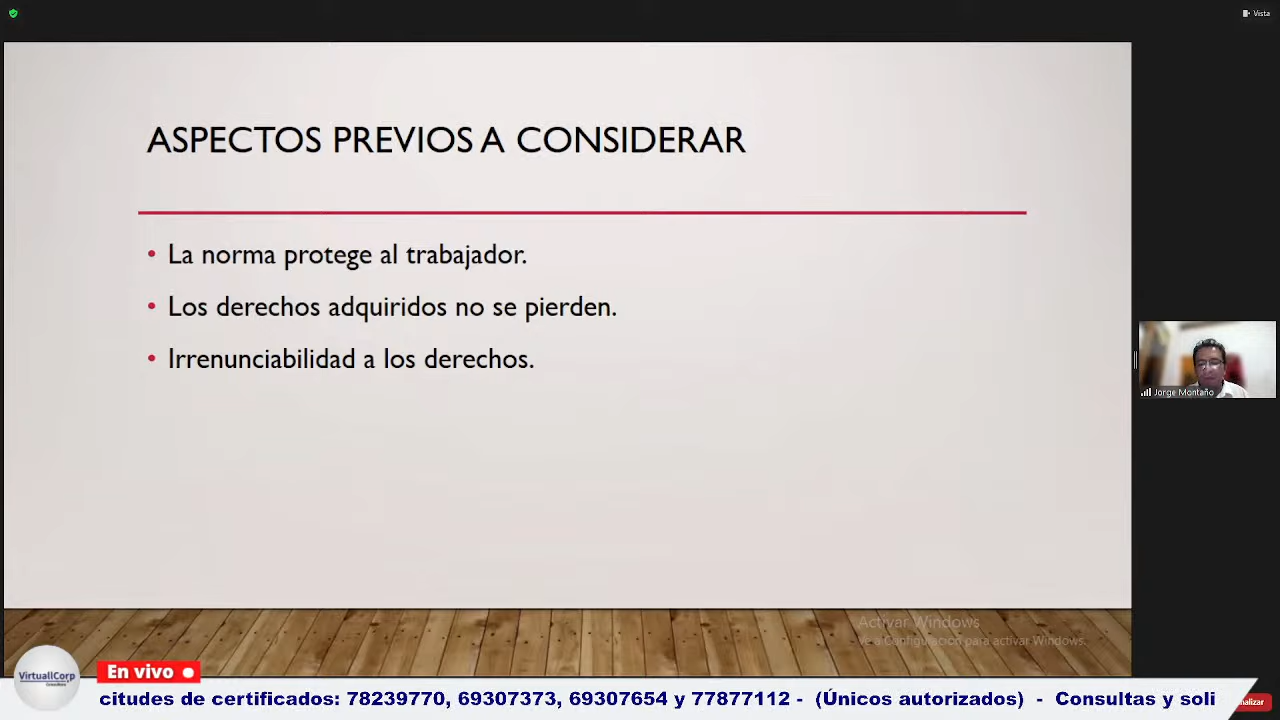 Vista
ASPECTOS PREVIOS A CONSIDERAR
• La norma protege al trabajador.
• Los derechos adquiridos no se pierden.
• Irrenunciabilidad a los derechos.
Jorge Montaño
Activar Windows
Ve a Configuración para activar Windows.
En vivo
VirtuallCorp
citudes de certificados: 78239770, 69307373, 69307654 y 77877112 - (Únicos autorizados) - Consultas y soli
nalizar